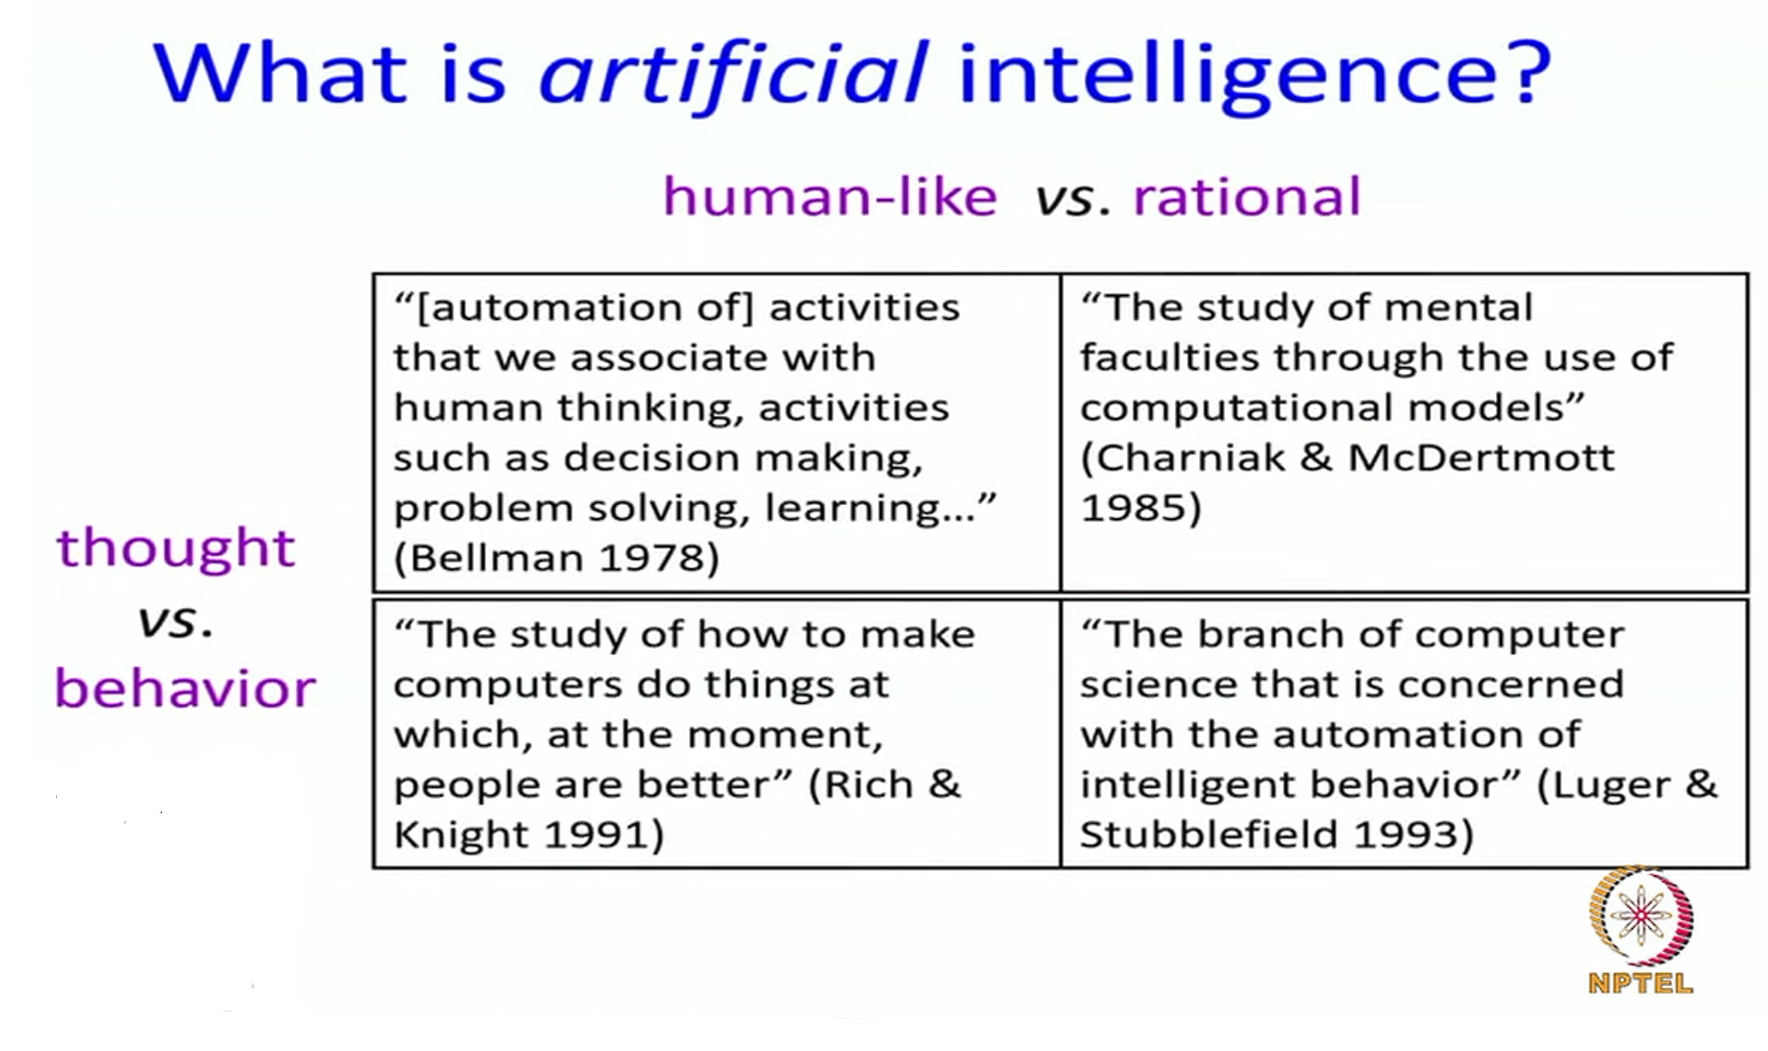 What is artificial intelligence?
human-like vs. rational
“[automation of] activities
that we associate with
human thinking, activities
such as decision making,
problem solving, learning...”
(Bellman 1978)
“The study of mental
faculties through the use of
computational models”
(Charniak & McDertmott
1985)
thought
vs.
behavior
“The study of how to make
computers do things at
which, at the moment,
people are better” (Rich &
Knight 1991)
“The branch of computer
science that is concerned
with the automation of
intelligent behavior” (Luger &
Stubblefield 1993)
NPTEL